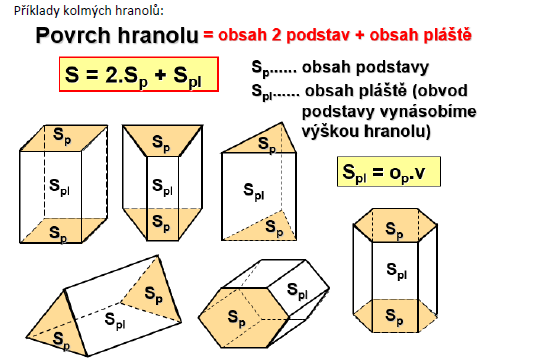 Příklady kolmých hranolů:
Povrch hranolu = obsah 2 podstav + obsah pláště
S = 2.Sp + Spl
Sp...... obsah podstavy
Spl...... obsah pláště (obvod
podstavy vynásobíme
výškou hranolu)
Spl = op.v
Sp
Spl
Sp
Sp
Spl
Sp
Sp
Spl
Sp
Sp
Spl
Sp
Sp
Spl
Sp
Spl
Sp
Sp
Spl